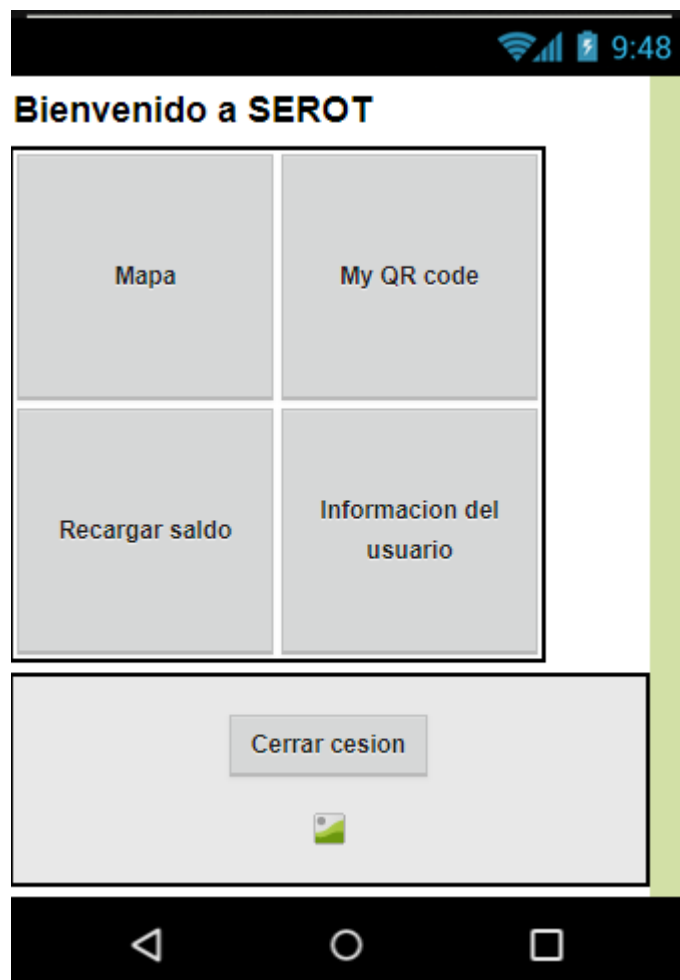 9:48
Bienvenido a SEROT
Mapa
My QR code
Recargar saldo
Informacion del
usuario
Cerrar cesion